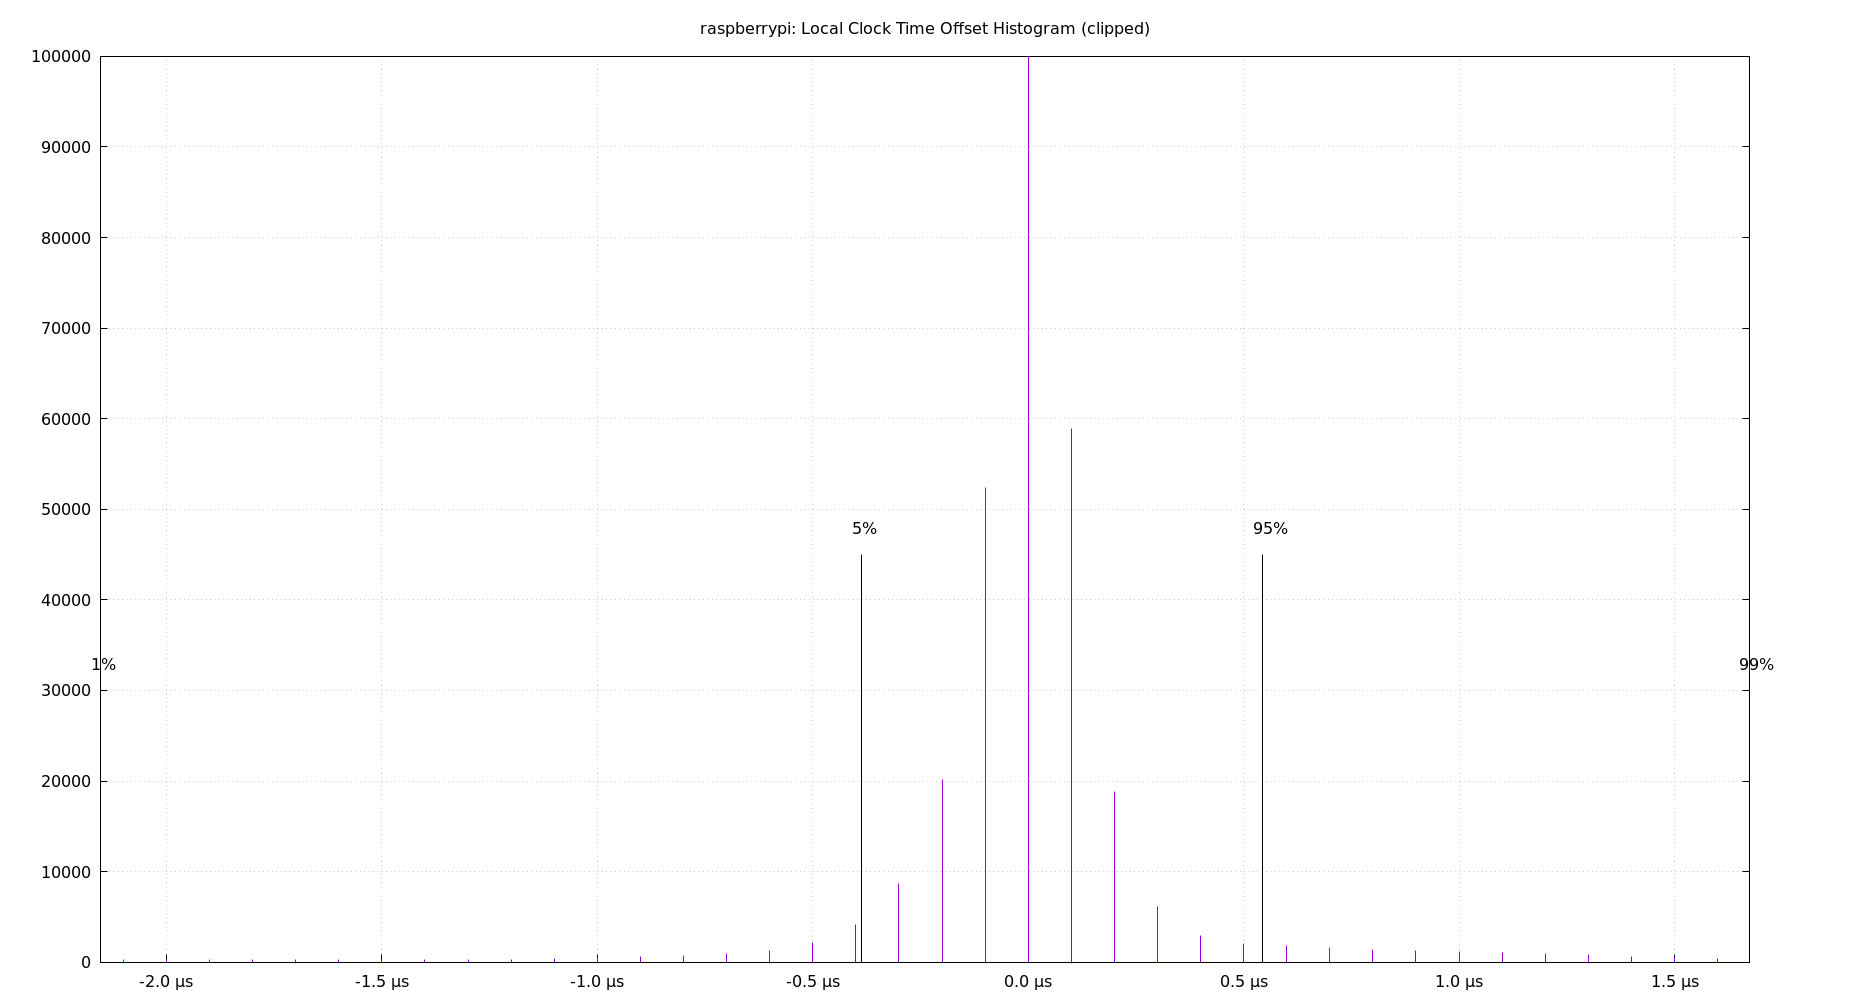 raspberrypi: Local Clock Time Offset Histogram (clipped)
100000
90000
80000
70000
60000
50000
5%
95%
40000
1%
99%
30000
20000
10000
0
-2.0 µs
-1.5 µs
-1.0 µs
-0.5 µs
0.0 µs
0.5 µs
1.0 µs
1.5 µs